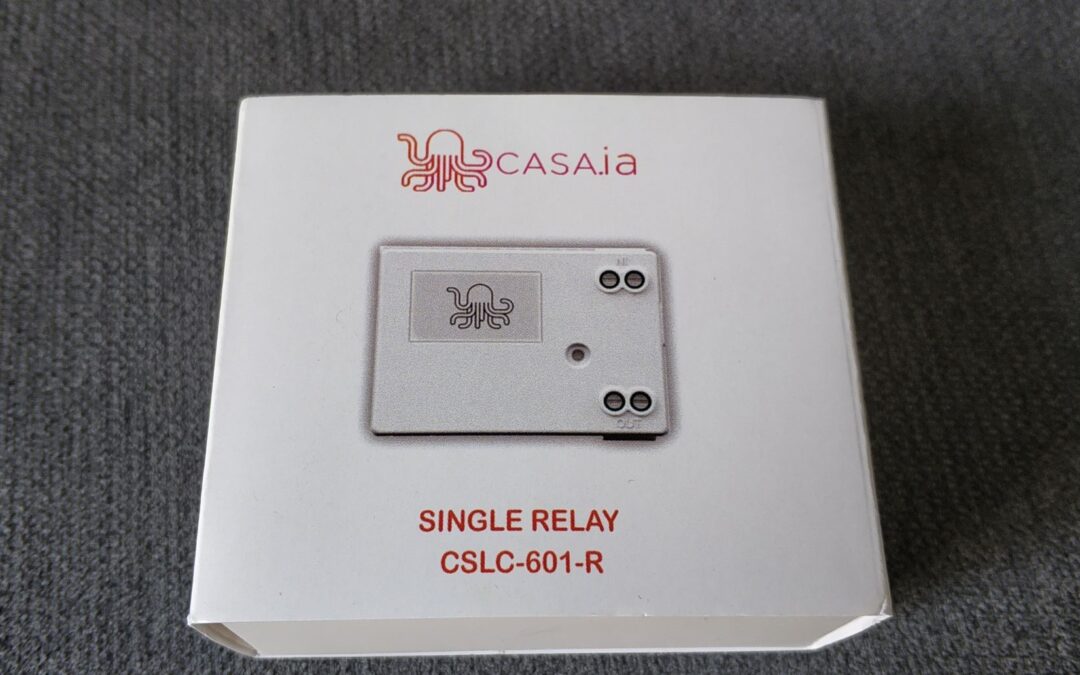 CASA.ia
IN
OUT
SINGLE RELAY
CSLC-601-R